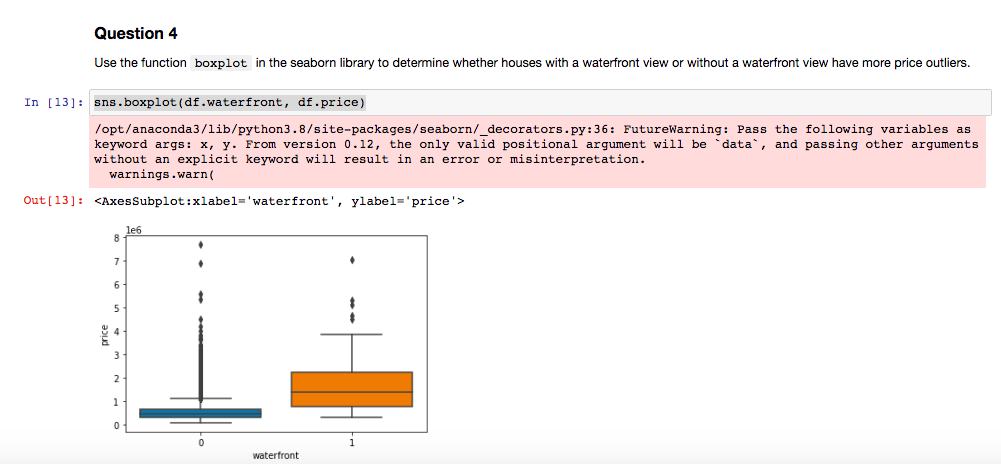 Question 4
Use the function boxplot in the seaborn library to determine whether houses with a waterfront view or without a waterfront view have more price outliers.
In [13]: sns.boxplot(df.waterfront, df.price)
/opt/anaconda3/lib/python3.8/site-packages/seaborn/_decorators.py:36: FutureWarning: Pass the following variables as
keyword args: x, y. From version 0.12, the only valid positional argument will be `data`, and passing other arguments
without an explicit keyword will result in an error or misinterpretation.
warnings.warn(
Out[13]: <AxesSubplot:xlabel='waterfront', ylabel='price'>
1e6
8
7
6
5
4
3
2
1
0
price
0 1
waterfront